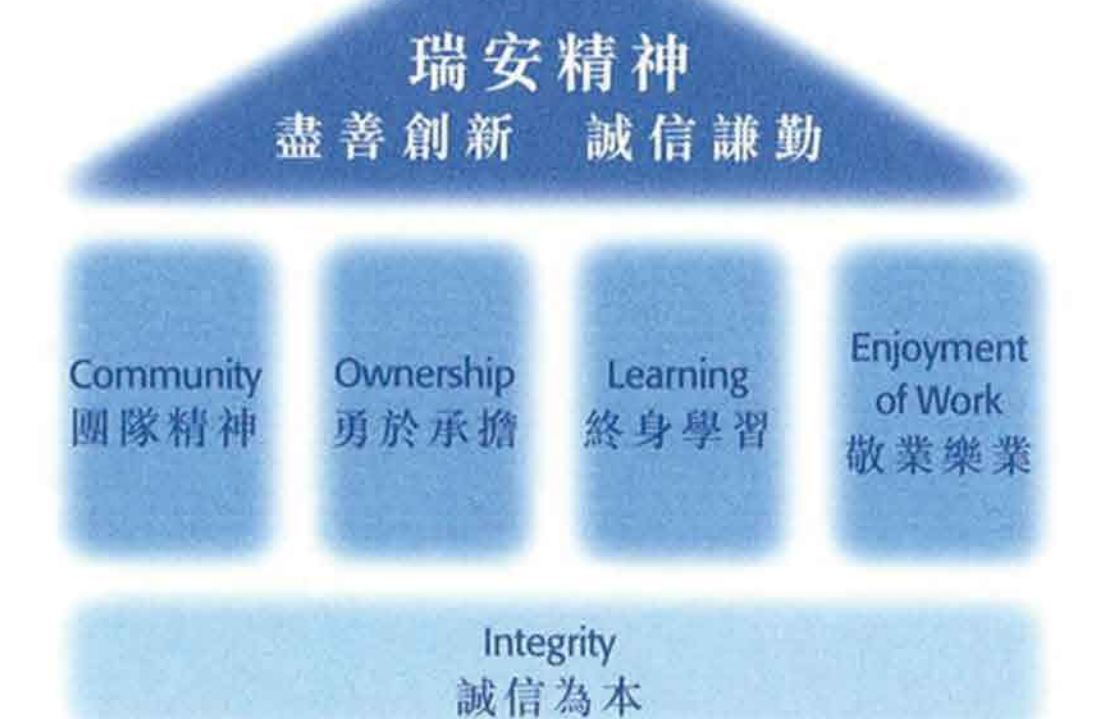 瑞安精神
盡善創新 誠信謙勤
Community
團隊精神
Ownership
勇於承擔
Learning
終身學習
Enjoyment
of Work
敬業樂業
Integrity
誠信為本